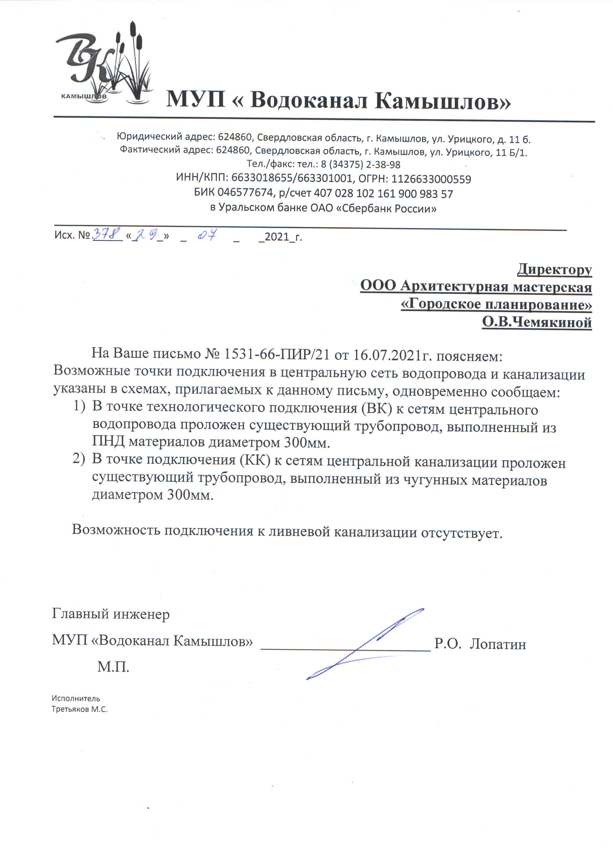 ВК
КАМЫШЛОВ
МУП « Водоканал Камышлов»
Юридический адрес: 624860, Свердловская область, г. Камышлов, ул. Урицкого, д. 11 б.
Фактический адрес: 624860, Свердловская область, г. Камышлов, ул. Урицкого, 11 Б/1.
Тел./факс: тел.: 8 (34375) 2-38-98
ИНН/КПП: 6633018655/663301001, ОГРН: 1126633000559
БИК 046577674, р/счет 407 028 102 161 900 983 57
в Уральском банке ОАО «Сбербанк России»
Исх. № 378 «29» 07 2021 г.
Директору
ООО Архитектурная мастерская
«Городское планирование»
О.В.Чемякиной
На Ваше письмо № 1531-66-ПИР/21 от 16.07.2021г. поясняем:
Возможные точки подключения в центральную сеть водопровода и канализации
указаны в схемах, прилагаемых к данному письму, одновременно сообщаем:
1) В точке технологического подключения (ВК) к сетям центрального
водопровода проложен существующий трубопровод, выполненный из
ПНД материалов диаметром 300мм.
2) В точке подключения (КК) к сетям центральной канализации проложен
существующий трубопровод, выполненный из чугунных материалов
диаметром 300мм.
Возможность подключения к ливневой канализации отсутствует.
Главный инженер
МУП «Водоканал Камышлов» Р.О. Лопатин
М.П.
Исполнитель
Третьяков М.С.